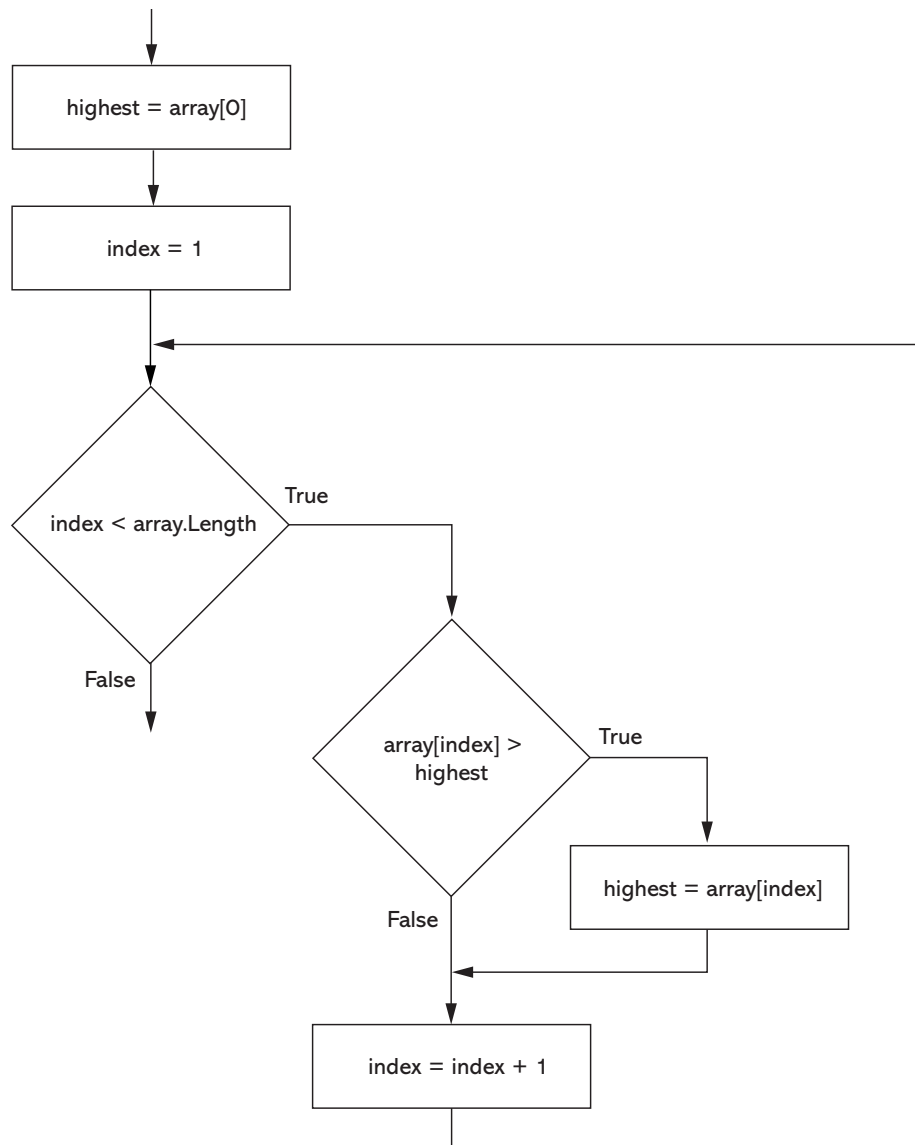 highest = array[0]
index = 1
True
index < array.Length
False
True
array[index] >
highest
highest = array[index]
False
index = index + 1